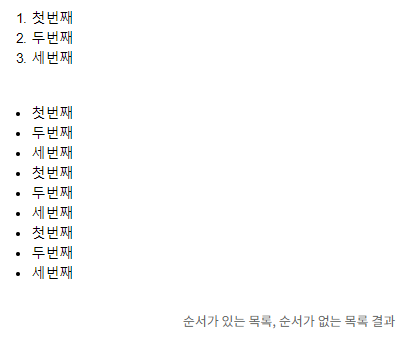 1. 첫번째
2. 두번째
3. 세번째
• 첫번째
• 두번째
• 세번째
• 첫번째
• 두번째
• 세번째
• 첫번째
• 두번째
• 세번째
순서가 있는 목록, 순서가 없는 목록 결과